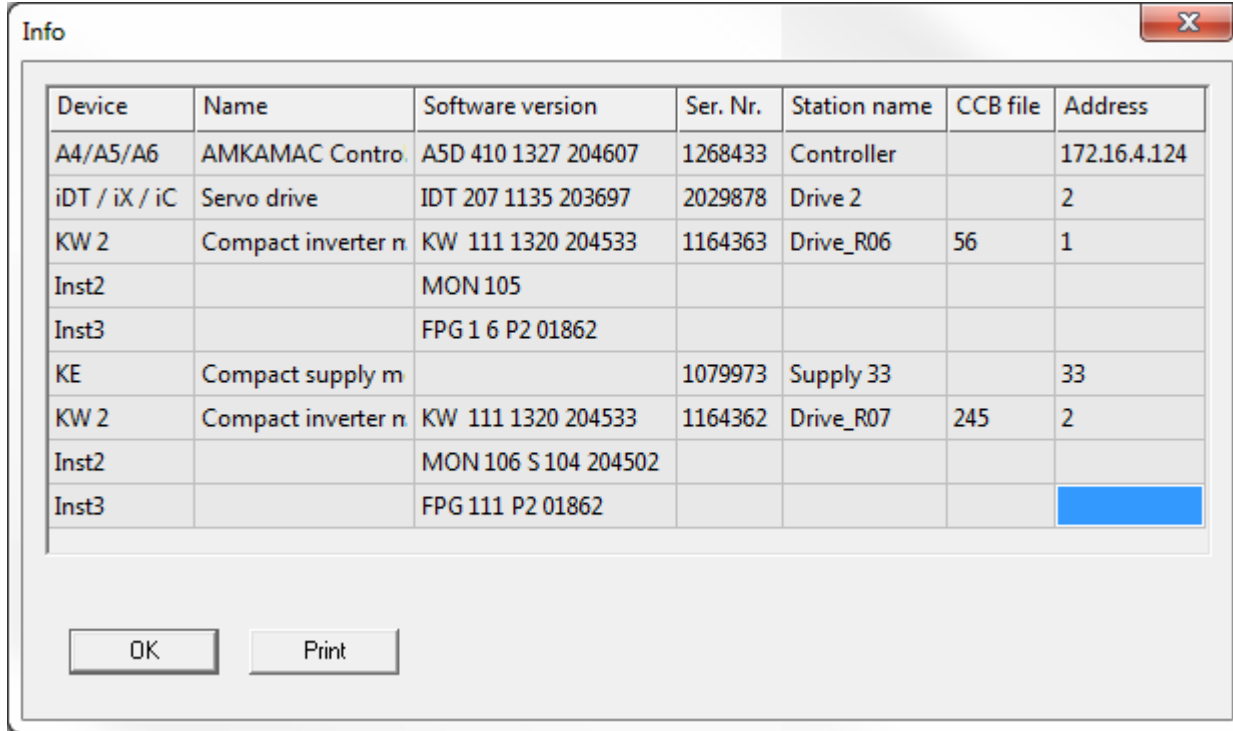 Info
Device Name Software version Ser. Nr. Station name CCB file Address
A4/A5/A6 AMKAMAC Contro. A5D 410 1327 204607 1268433 Controller 172.16.4.124
iDT / iX / iC Servo drive IDT 207 1135 203697 2029878 Drive 2 2
KW 2 Compact inverter n KW 111 1320 204533 1164363 Drive_R06 56 1
Inst2 MON 105
Inst3 FPG 1 6 P2 01862
KE Compact supply m 1079973 Supply 33 33
KW 2 Compact inverter n KW 111 1320 204533 1164362 Drive_R07 245 2
Inst2 MON 106 S 104 204502
Inst3 FPG 111 P2 01862
OK Print